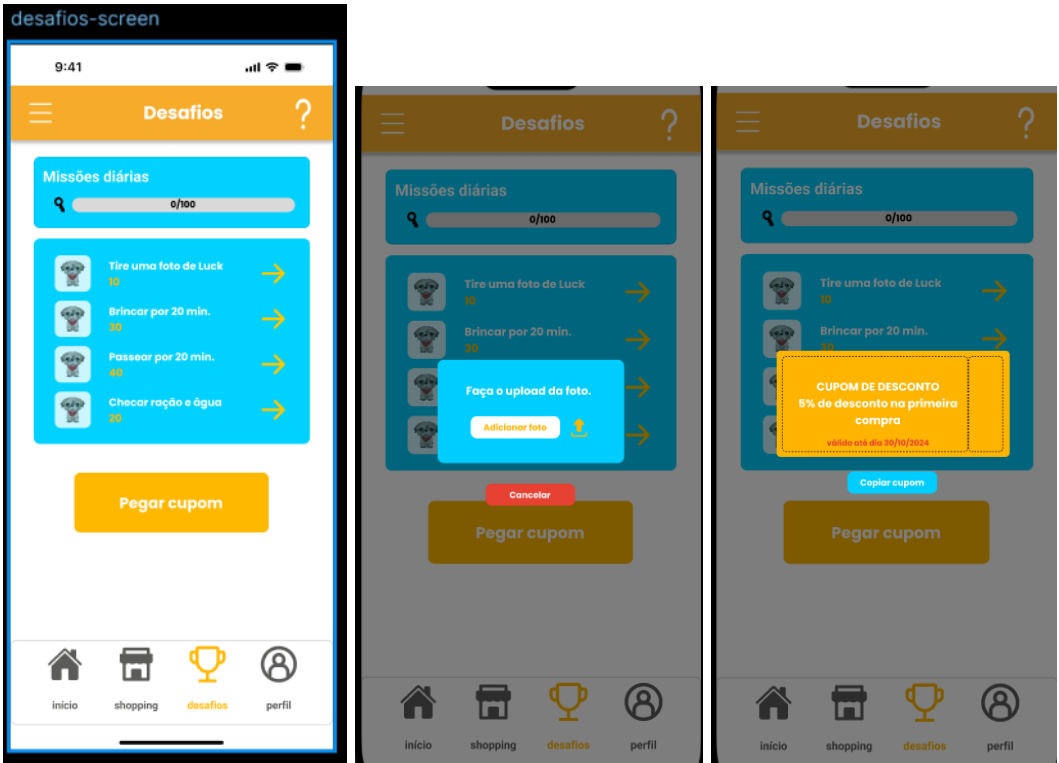 desafios-screen
9:41
Desafios
?
Missões diárias
0/100
Tire uma foto de Luck
10
Brincar por 20 min.
30
Passear por 20 min.
40
Checar ração e água
20
Pegar cupom
início
shopping
desafios
perfil
Desafios
?
Missões diárias
0/100
Tire uma foto de Luck
10
Brincar por 20 min.
30
Faça o upload da foto.
Adicionar foto
Cancelar
Pegar cupom
início
shopping
desafios
perfil
Desafios
?
Missões diárias
0/100
Tire uma foto de Luck
10
Brincar por 20 min.
30
CUPOM DE DESCONTO
5% de desconto na primeira
compra
válido até dia 30/10/2024
Copiar cupom
Pegar cupom
início
shopping
desafios
perfil